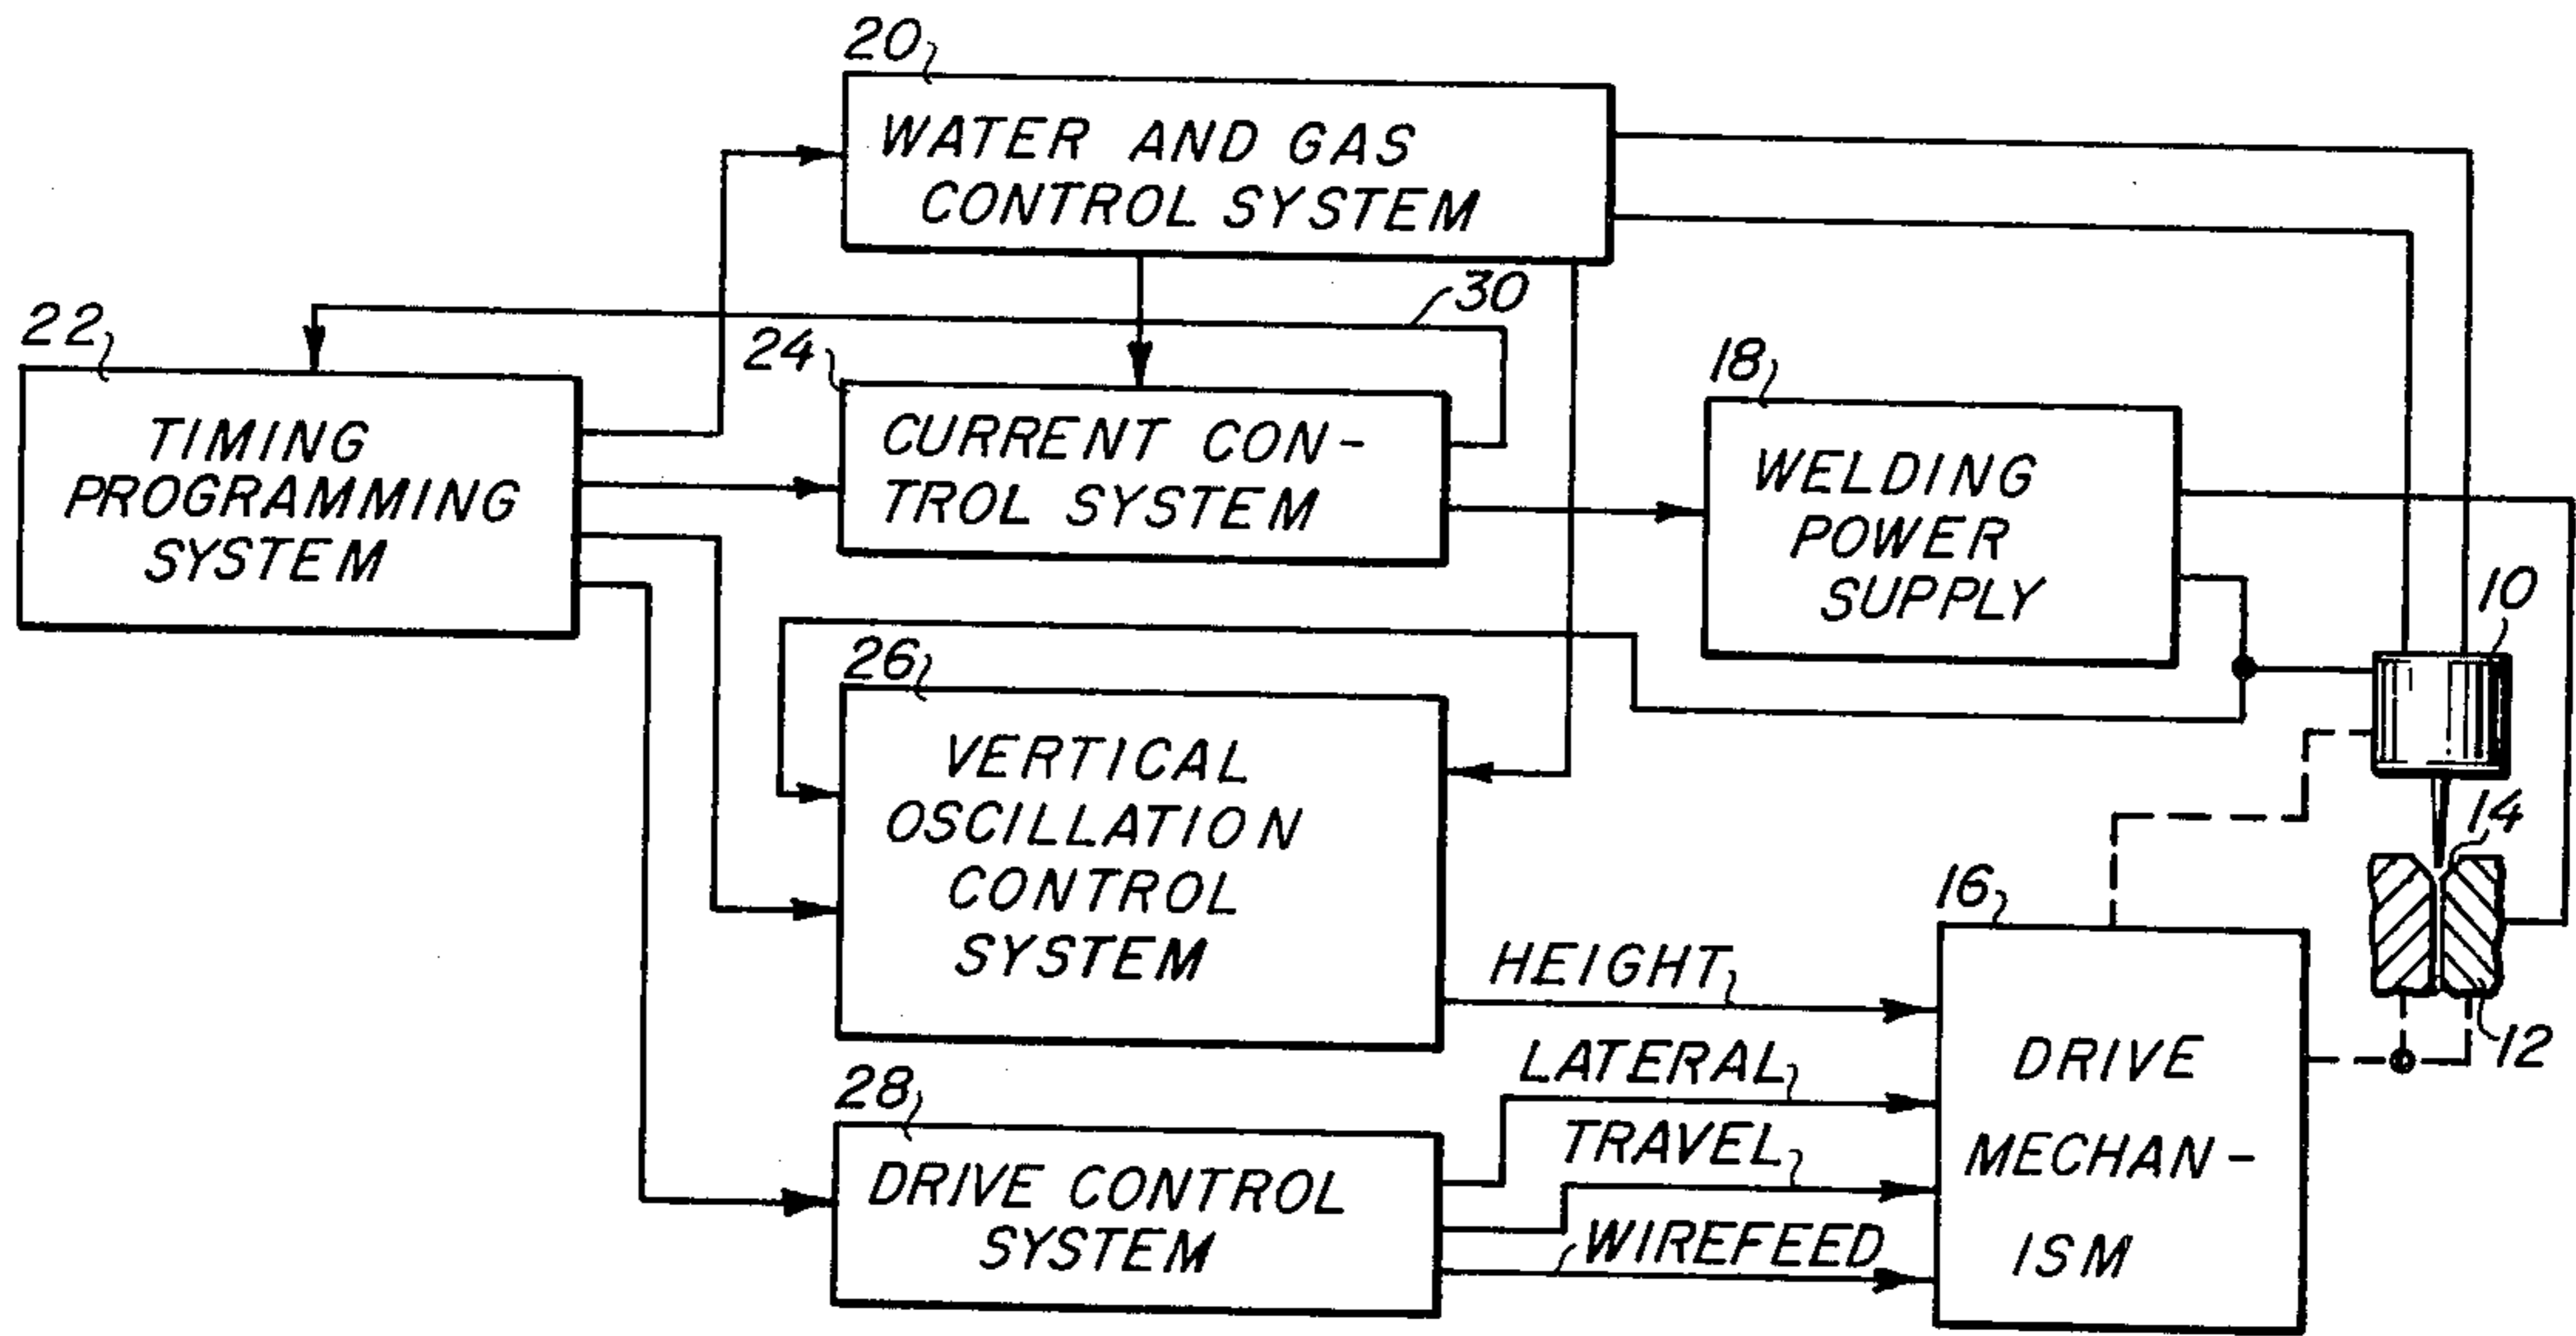 20
WATER AND GAS
CONTROL SYSTEM
30
22
TIMING
PROGRAMMING
SYSTEM
24
CURRENT CON-
TROL SYSTEM
18
WELDING
POWER
SUPPLY
10
26
VERTICAL
OSCILLATION
CONTROL
SYSTEM
14
12
HEIGHT
LATERAL
TRAVEL
WIREFEED
16
DRIVE
MECHAN-
ISM
28
DRIVE CONTROL
SYSTEM